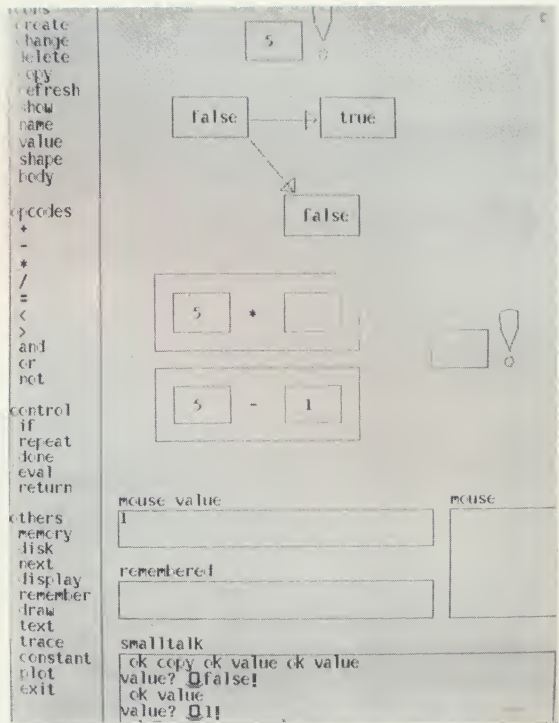 icons
create
change
delete
copy
refresh
show
name
value
shape
body
opcodes
+
-
*
/
=
<
>
and
or
not
control
if
repeat
done
eval
return
others
memory
disk
next
display
remember
draw
text
trace
constant
plot
exit
5 !
false true
false
5 *
!
5 - 1
mouse value
1
mouse
remembered
smalltalk
ok copy ok value ok value
value? false!
ok value
value? 1!